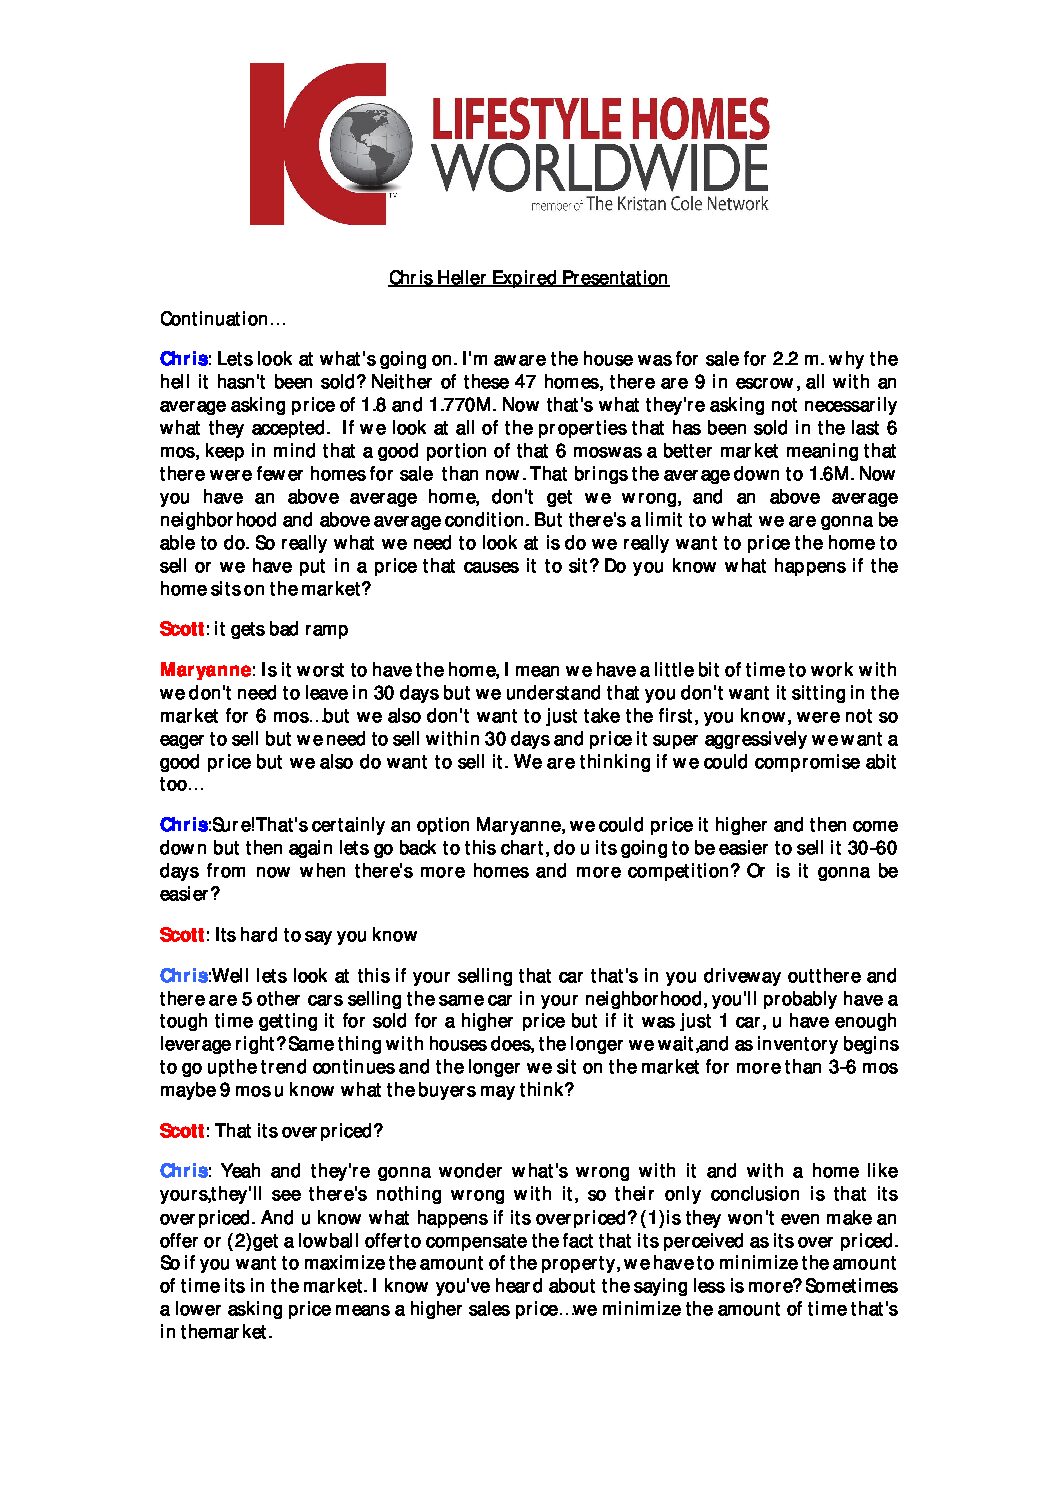 LIFESTYLE HOMES
WORLDWIDE
member of The Kristan Cole Network
TM
Chris Heller Expired Presentation
Continuation…
Chris: Lets look at what's going on. I'm aware the house was for sale for 2.2 m. why the
hell it hasn't been sold? Neither of these 47 homes, there are 9 in escrow, all with an
average asking price of 1.8 and 1.770M. Now that's what they're asking not necessarily
what they accepted. If we look at all of the properties that has been sold in the last 6
mos, keep in mind that a good portion of that 6 moswas a better market meaning that
there were fewer homes for sale than now. That brings the average down to 1.6M. Now
you have an above average home, don't get we wrong, and an above average
neighborhood and above average condition. But there's a limit to what we are gonna be
able to do. So really what we need to look at is do we really want to price the home to
sell or we have put in a price that causes it to sit? Do you know what happens if the
home sits on the market?
Scott: it gets bad ramp
Maryanne: Is it worst to have the home, I mean we have a little bit of time to work with
we don't need to leave in 30 days but we understand that you don't want it sitting in the
market for 6 mos…but we also don't want to just take the first, you know, were not so
eager to sell but we need to sell within 30 days and price it super aggressively we want a
good price but we also do want to sell it. We are thinking if we could compromise abit
too…
Chris:Sure!That's certainly an option Maryanne, we could price it higher and then come
down but then again lets go back to this chart, do u its going to be easier to sell it 30-60
days from now when there's more homes and more competition? Or is it gonna be
easier?
Scott: Its hard to say you know
Chris:Well lets look at this if your selling that car that's in you driveway outthere and
there are 5 other cars selling the same car in your neighborhood, you'll probably have a
tough time getting it for sold for a higher price but if it was just 1 car, u have enough
leverage right? Same thing with houses does, the longer we wait,and as inventory begins
to go upthe trend continues and the longer we sit on the market for more than 3-6 mos
maybe 9 mos u know what the buyers may think?
Scott: That its overpriced?
Chris: Yeah and they're gonna wonder what's wrong with it and with a home like
yours,they'll see there's nothing wrong with it, so their only conclusion is that its
overpriced. And u know what happens if its overpriced? (1)is they won't even make an
offer or (2)get a lowball offerto compensate the fact that its perceived as its over priced.
So if you want to maximize the amount of the property, we have to minimize the amount
of time its in the market. I know you've heard about the saying less is more? Sometimes
a lower asking price means a higher sales price…we minimize the amount of time that's
in themarket.